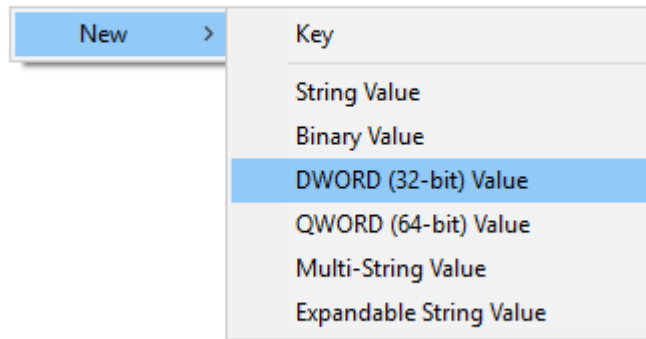 New
Key
String Value
Binary Value
DWORD (32-bit) Value
QWORD (64-bit) Value
Multi-String Value
Expandable String Value